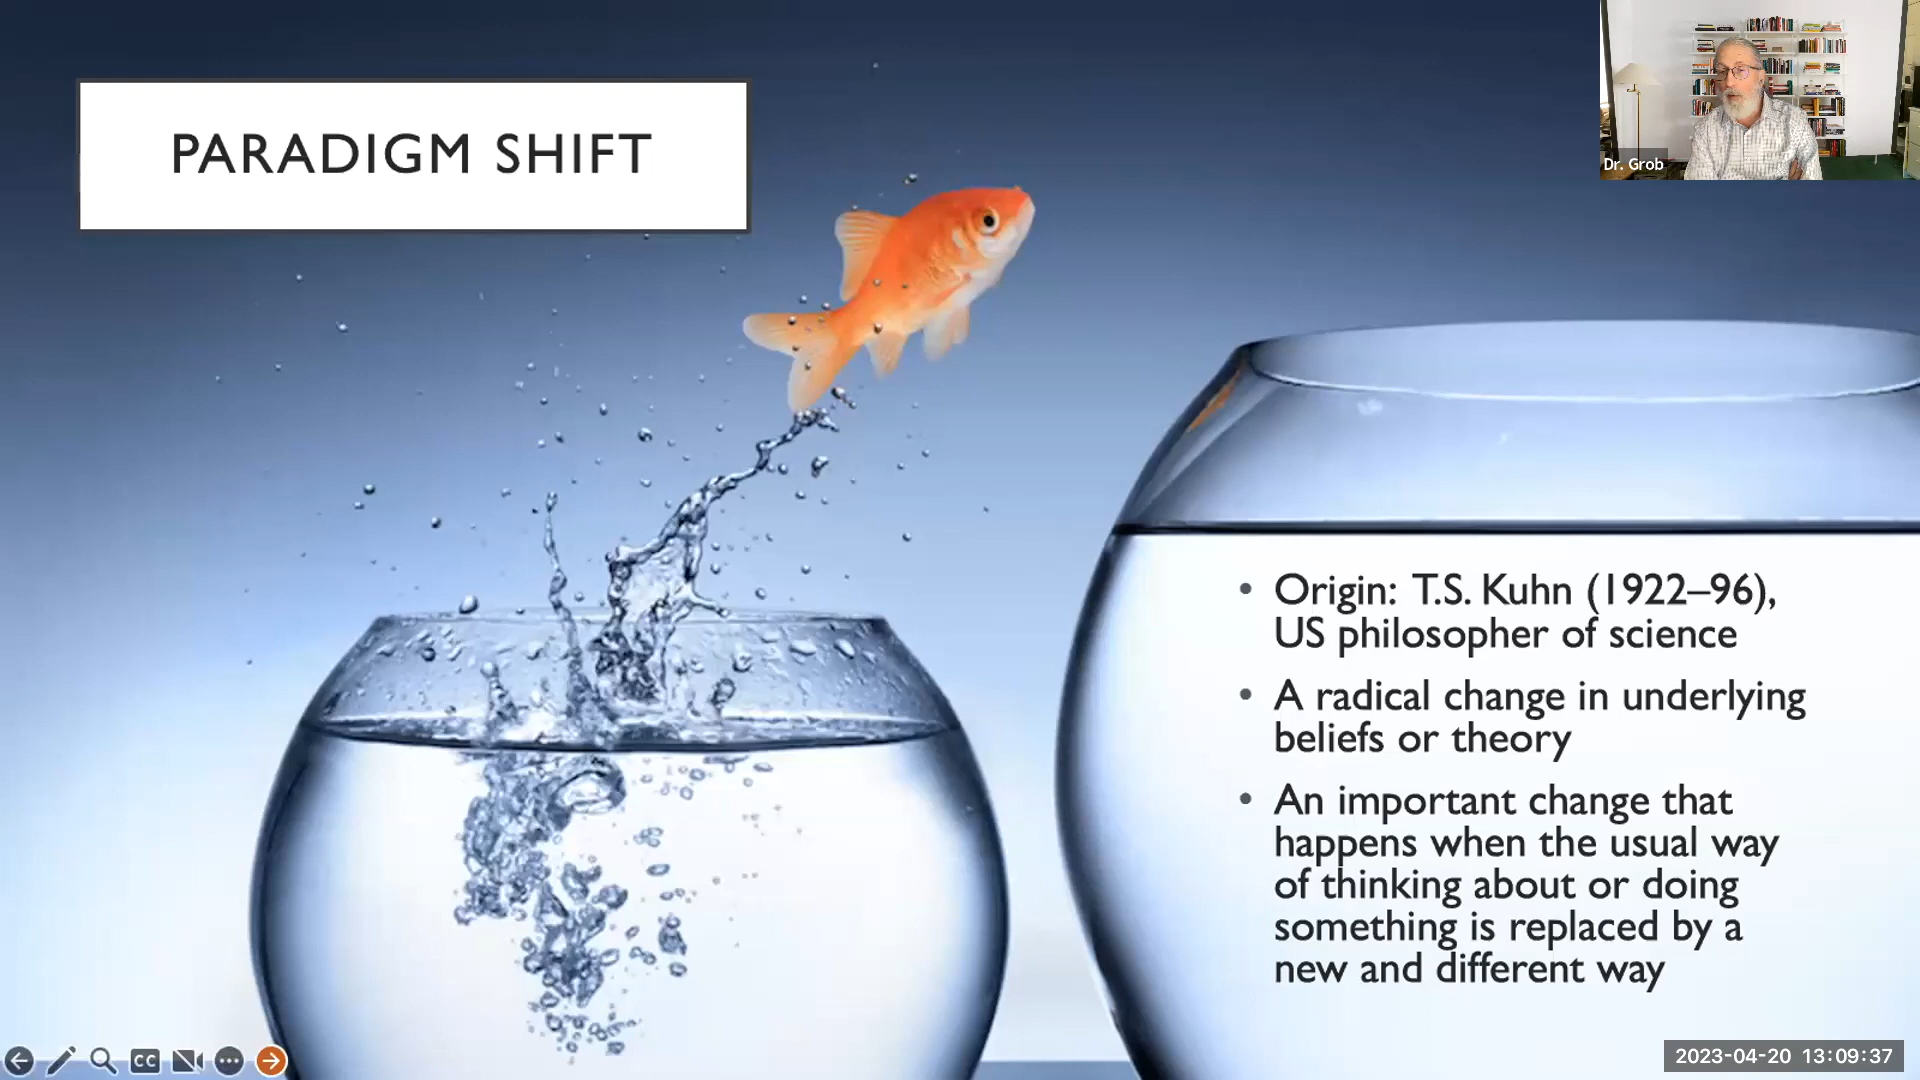 PARADIGM SHIFT
Dr. Grob
• Origin: T.S. Kuhn (1922–96),
US philosopher of science
• A radical change in underlying
beliefs or theory
• An important change that
happens when the usual way
of thinking about or doing
something is replaced by a
new and different way
CC
2023-04-20 13:09:37